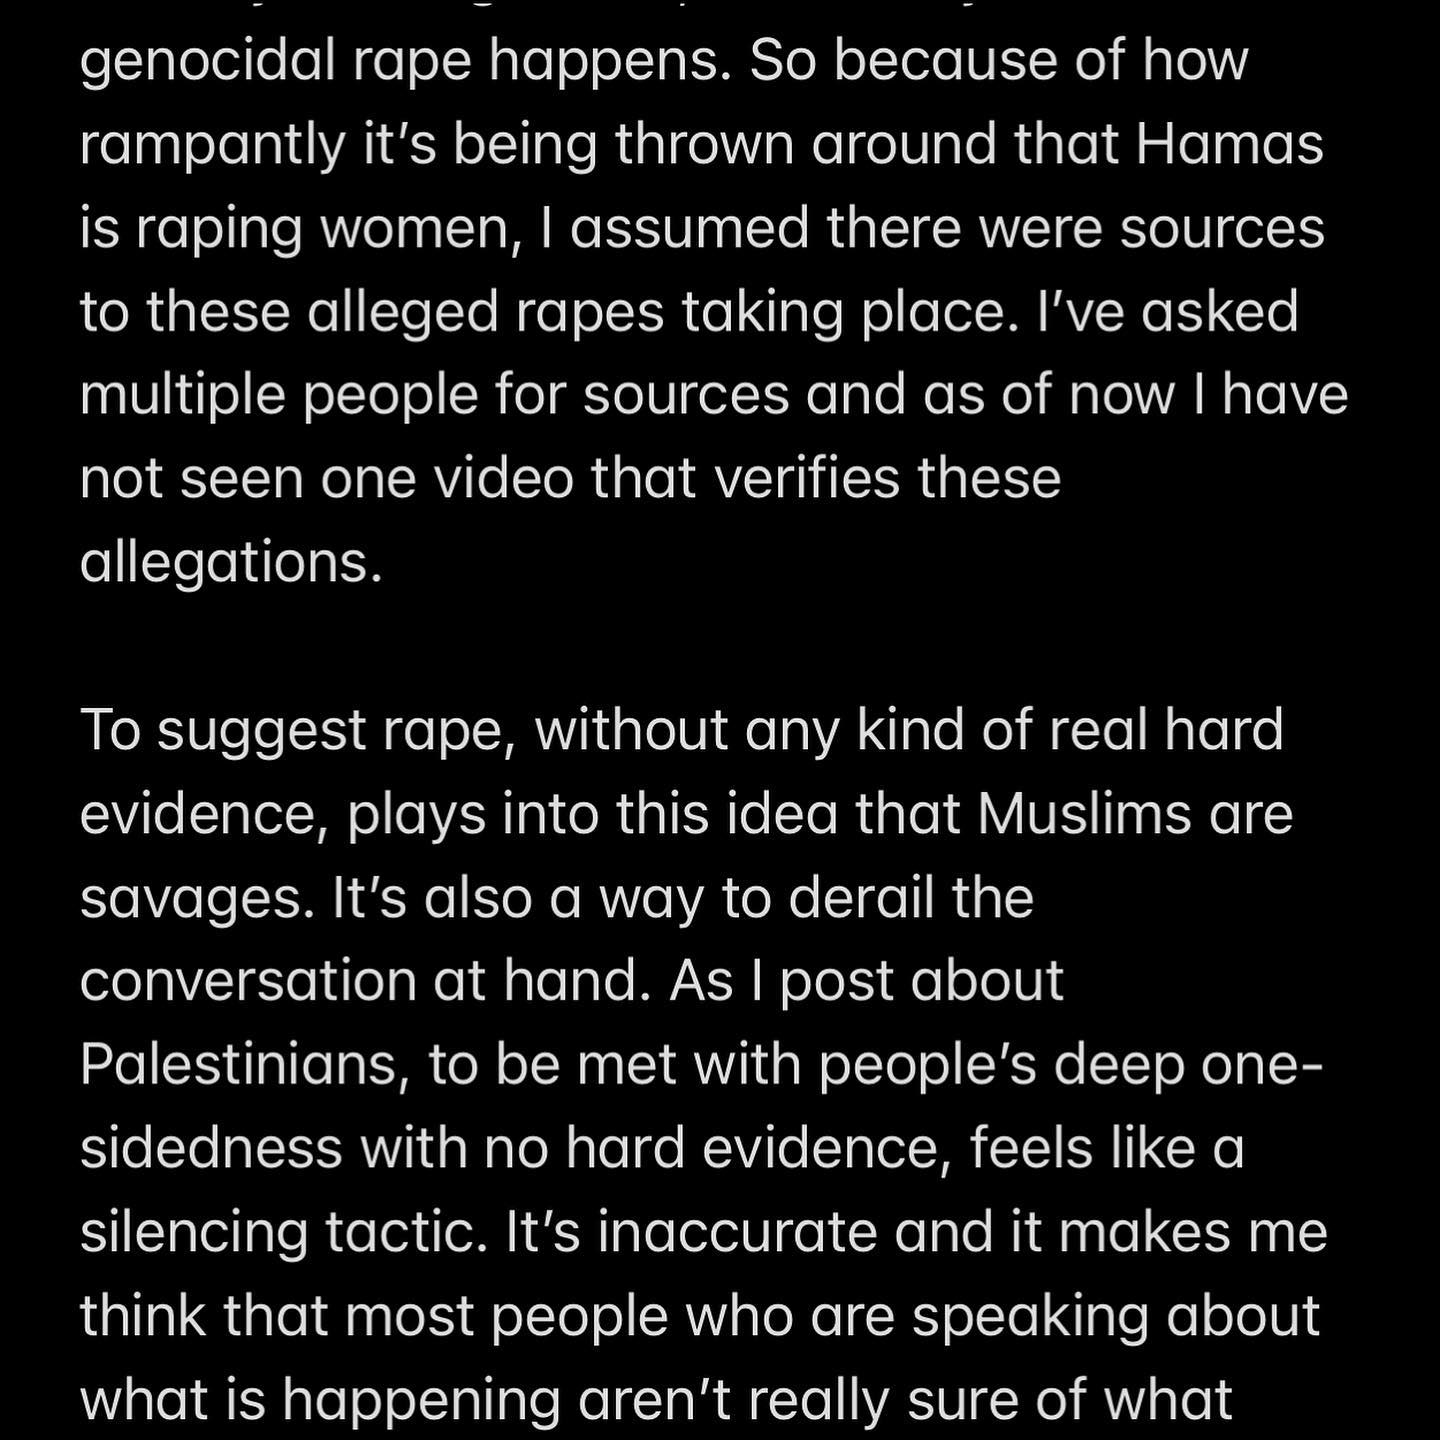 genocidal rape happens. So because of how
rampantly it's being thrown around that Hamas
is raping women, I assumed there were sources
to these alleged rapes taking place. I've asked
multiple people for sources and as of now I have
not seen one video that verifies these
allegations.
To suggest rape, without any kind of real hard
evidence, plays into this idea that Muslims are
savages. It's also a way to derail the
conversation at hand. As I post about
Palestinians, to be met with people's deep one-
sidedness with no hard evidence, feels like a
silencing tactic. It's inaccurate and it makes me
think that most people who are speaking about
what is happening aren't really sure of what